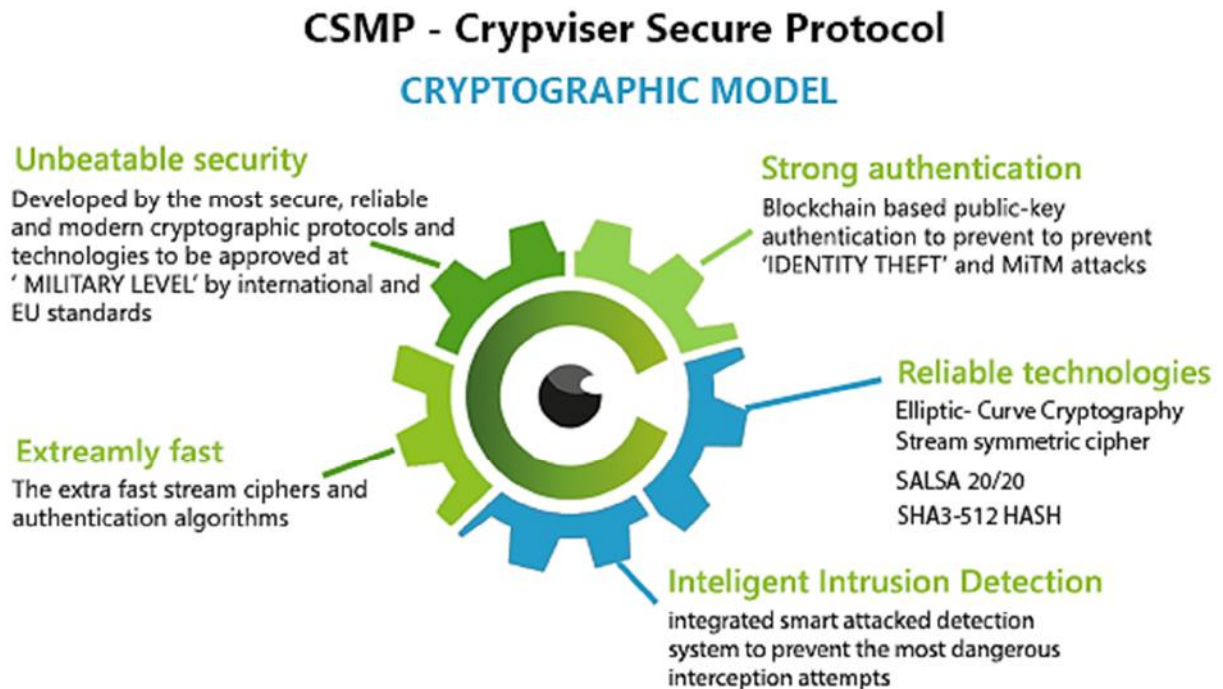 CSMP - Crypviser Secure Protocol
CRYPTOGRAPHIC MODEL
Unbeatable security
Developed by the most secure, reliable
and modern cryptographic protocols and
technologies to be approved at
‘ MILITARY LEVEL’ by international and
EU standards
Strong authentication
Blockchain based public-key
authentication to prevent to prevent
‘IDENTITY THEFT’ and MiTM attacks
Reliable technologies
Elliptic- Curve Cryptography
Stream symmetric cipher
SALSA 20/20
SHA3-512 HASH
Extreamly fast
The extra fast stream ciphers and
authentication algorithms
Inteligent Intrusion Detection
integrated smart attacked detection
system to prevent the most dangerous
interception attempts